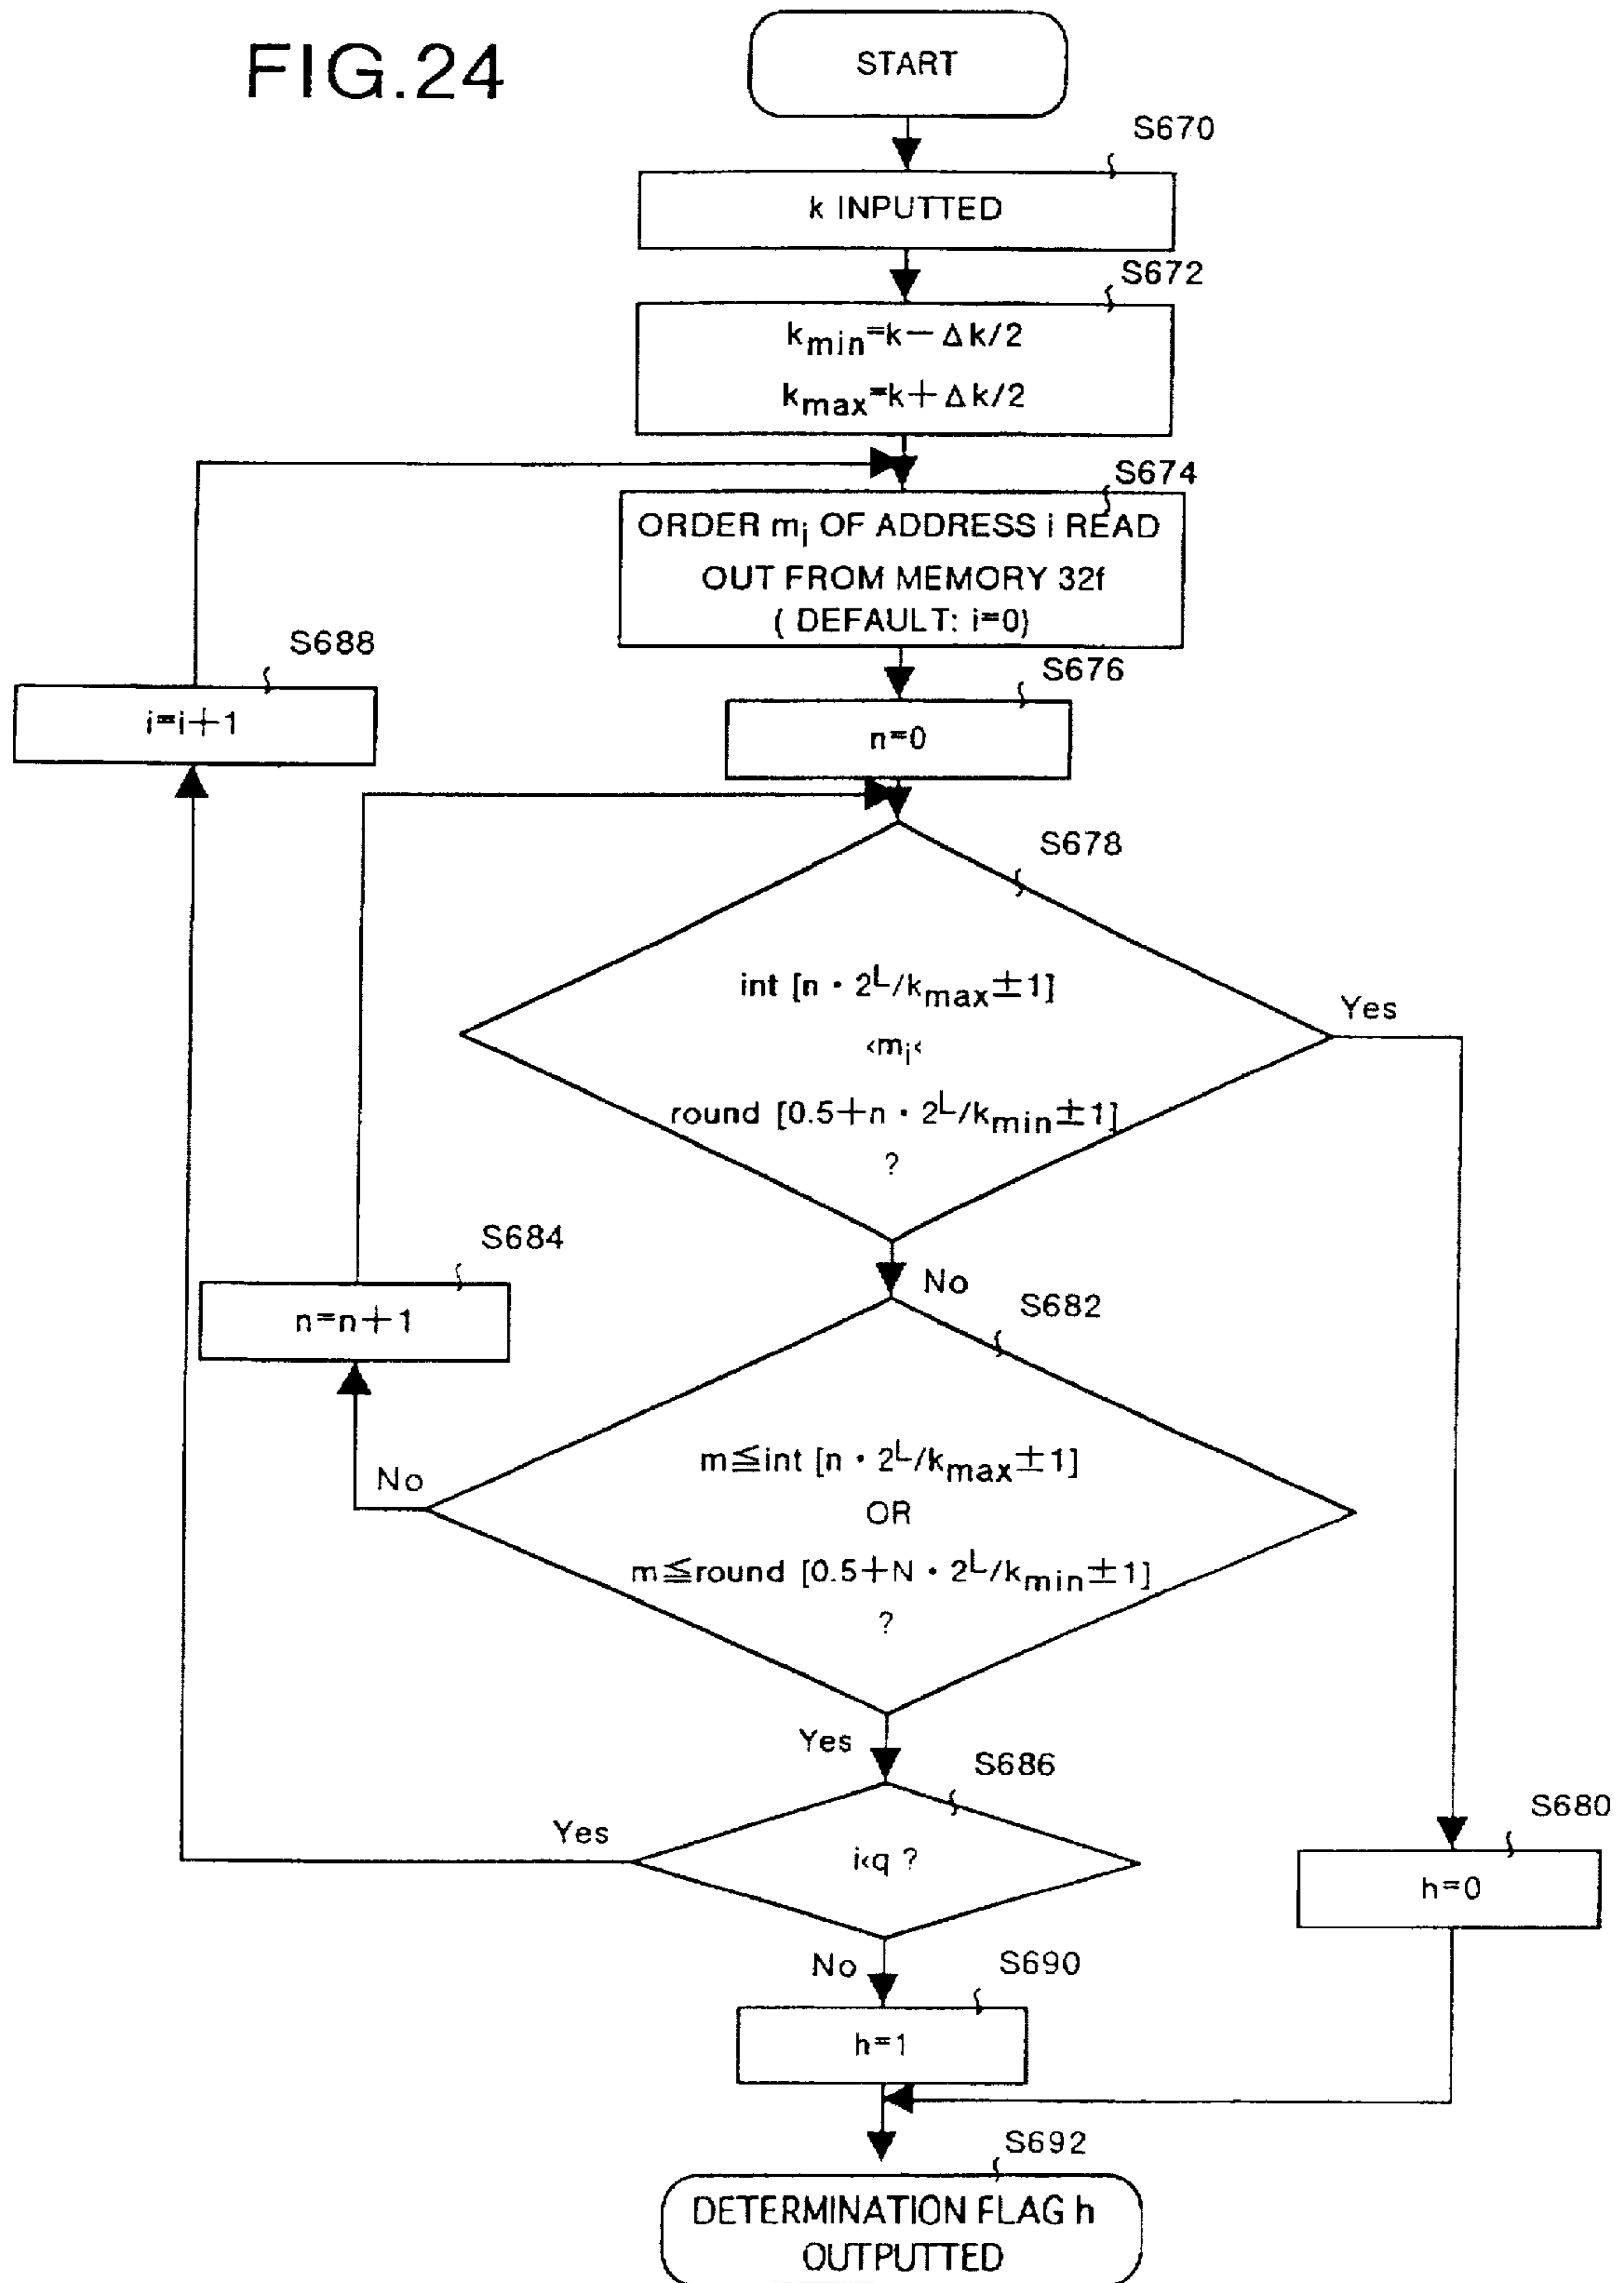 FIG.24
START
S670
k INPUTTED
S672
kmin=k−Δk/2
kmax=k+Δk/2
S674
ORDER mi OF ADDRESS i READ
OUT FROM MEMORY 32f
( DEFAULT: i=0)
S688
i=i+1
S676
n=0
S678
int [n・2L/kmax±1]
<mi<
round [0.5+n・2L/kmin±1]
?
Yes
No
S684
n=n+1
S682
m≦int [n・2L/kmax±1]
OR
m≦round [0.5+N・2L/kmin±1]
?
No
Yes
S686
i<q ?
Yes
No
S680
h=0
S690
h=1
S692
DETERMINATION FLAG h
OUTPUTTED